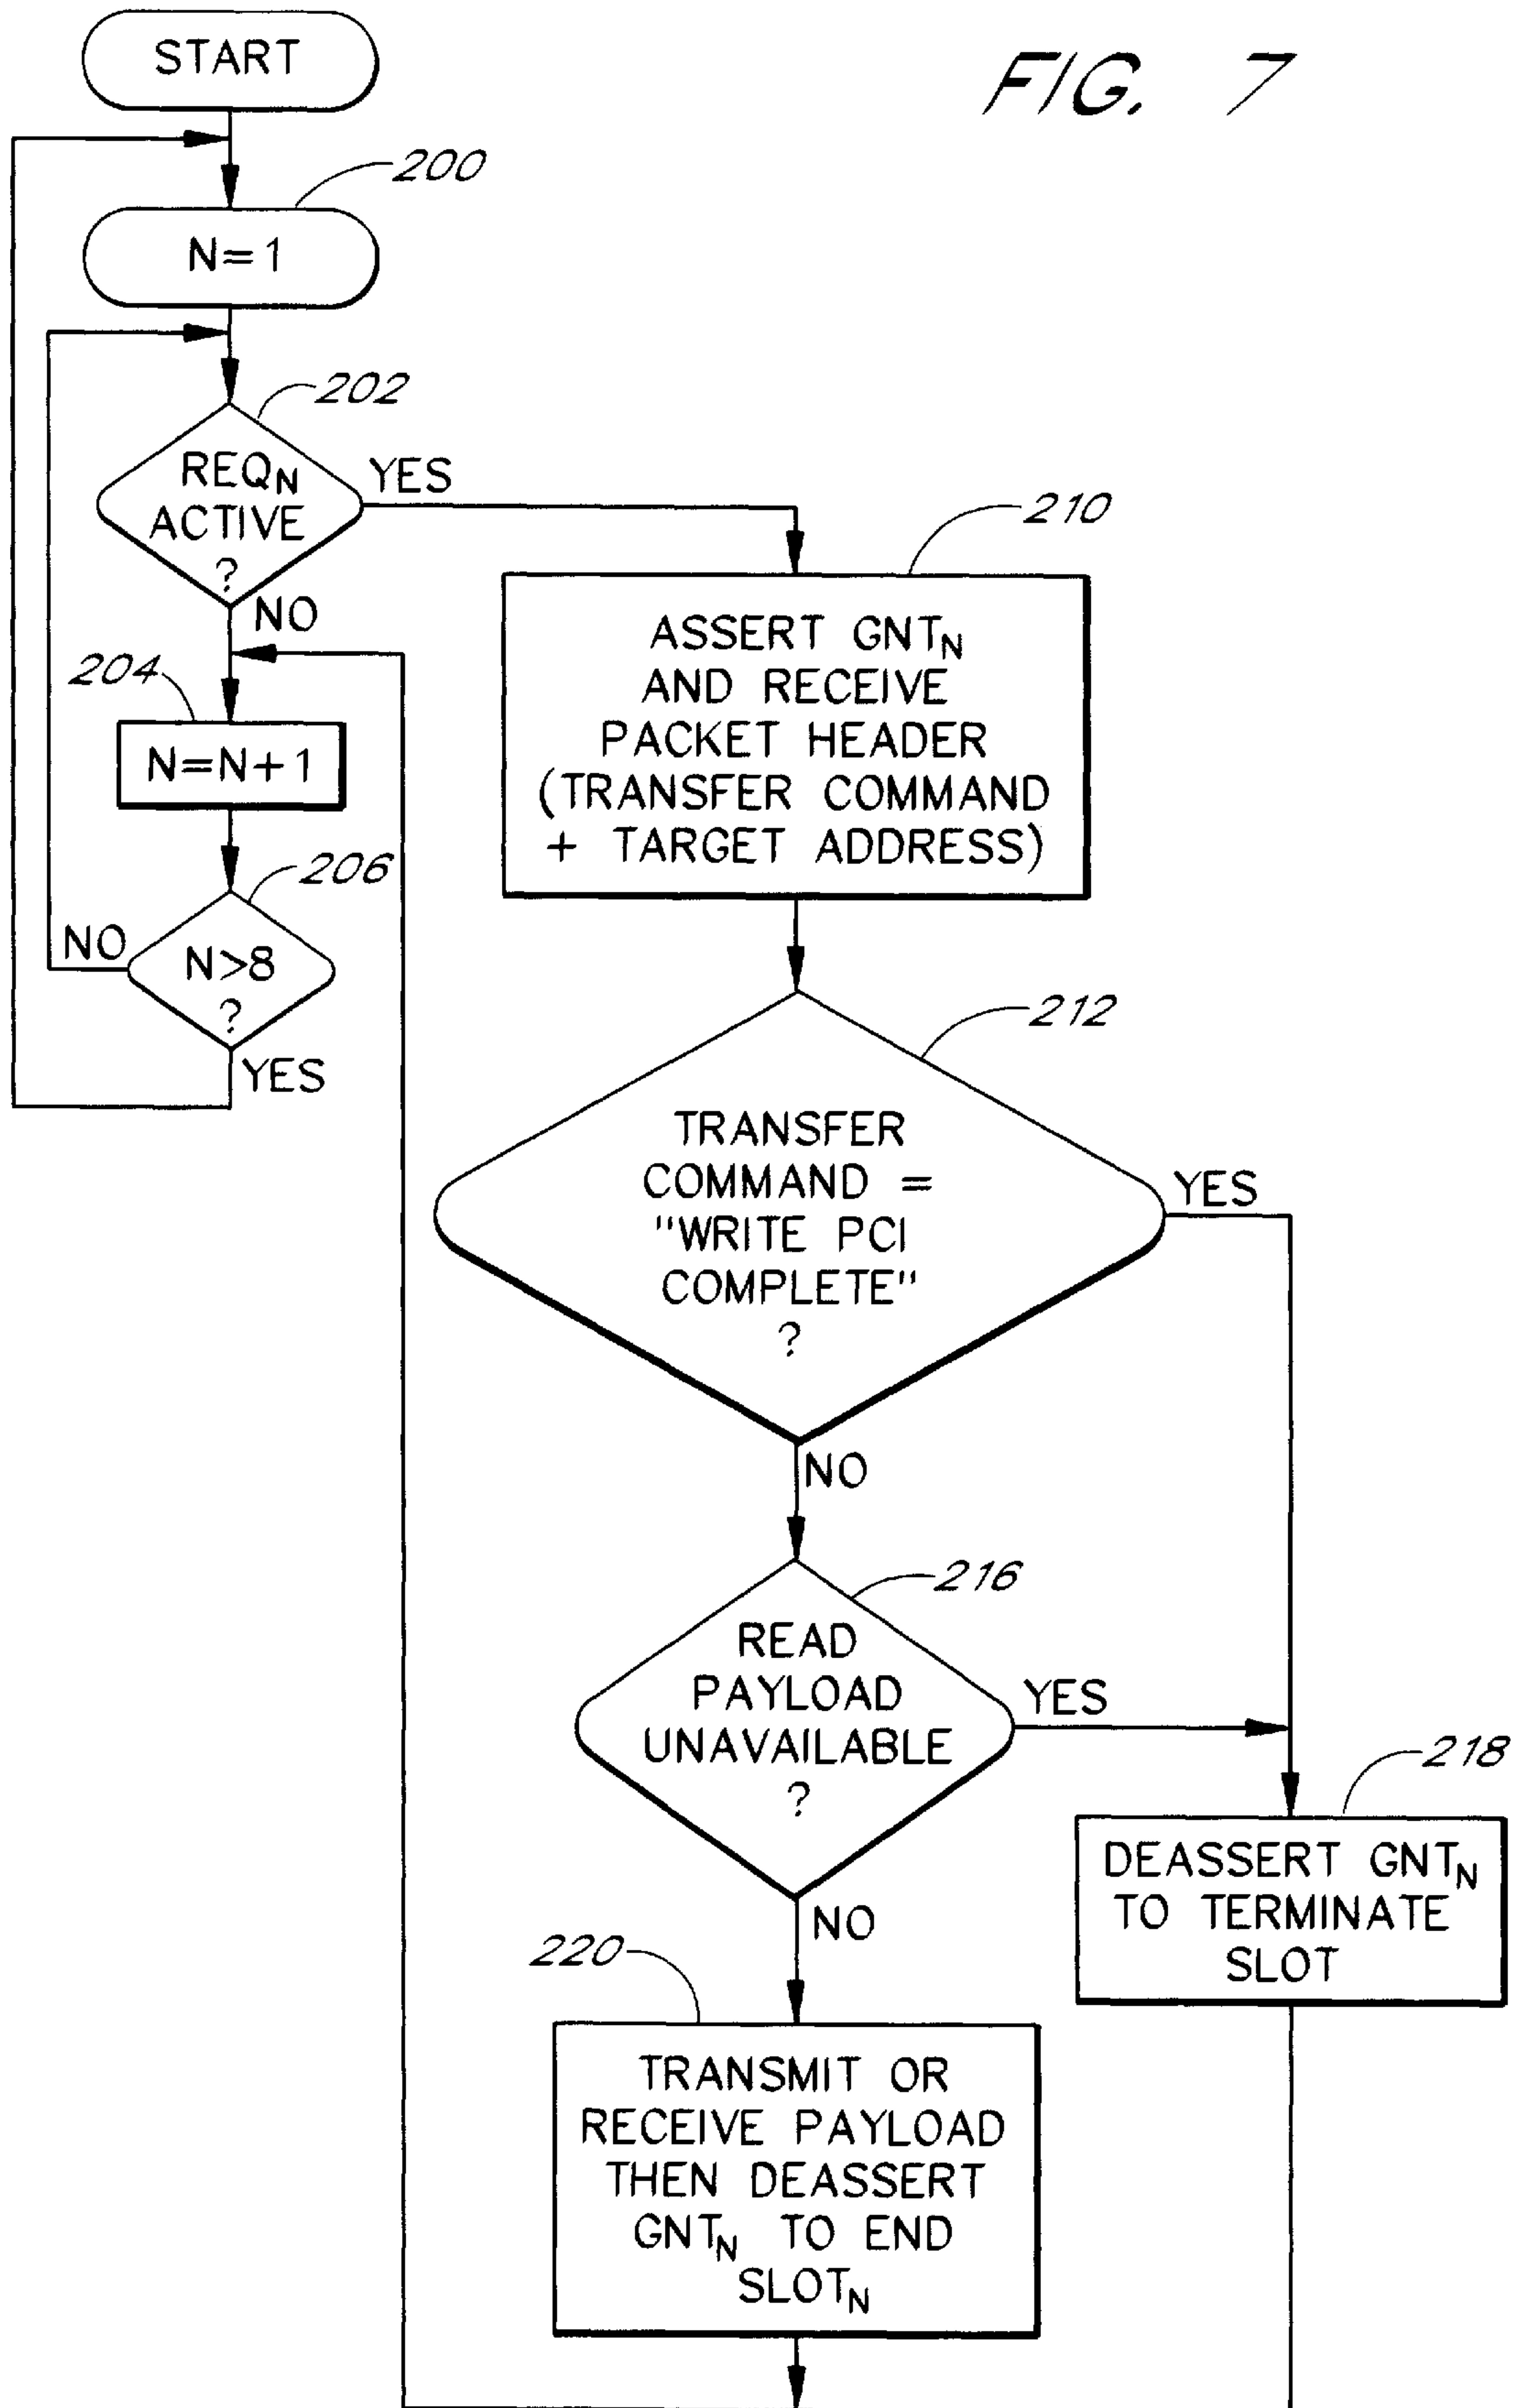 FIG. 7
START
200
N=1
202
REQN
ACTIVE
?
YES
NO
204
N=N+1
206
N>8
?
NO
YES
210
ASSERT GNTN
AND RECEIVE
PACKET HEADER
(TRANSFER COMMAND
+ TARGET ADDRESS)
212
TRANSFER
COMMAND =
"WRITE PCI
COMPLETE"
?
YES
NO
216
READ
PAYLOAD
UNAVAILABLE
?
YES
NO
218
DEASSERT GNTN
TO TERMINATE
SLOT
220
TRANSMIT OR
RECEIVE PAYLOAD
THEN DEASSERT
GNTN TO END
SLOTN